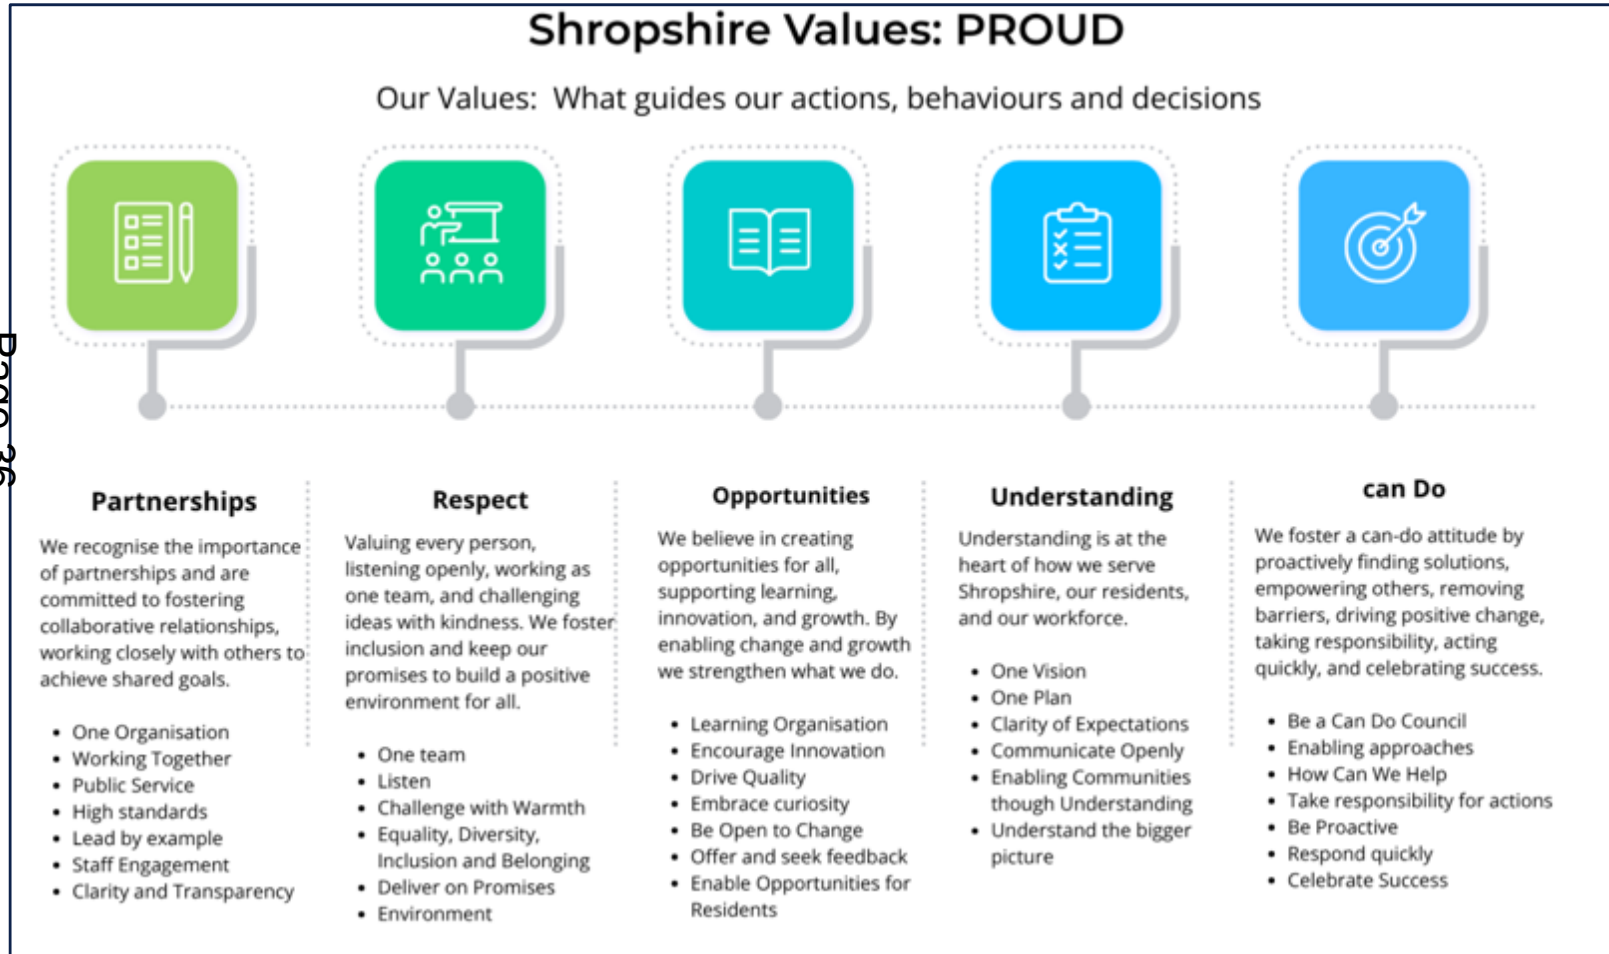 Shropshire Values: PROUD
Our Values: What guides our actions, behaviours and decisions
Page 36
Partnerships
We recognise the importance
of partnerships and are
committed to fostering
collaborative relationships,
working closely with others to
achieve shared goals.
• One Organisation
• Working Together
• Public Service
• High standards
• Lead by example
• Staff Engagement
• Clarity and Transparency
Respect
Valuing every person,
listening openly, working as
one team, and challenging
ideas with kindness. We foster
inclusion and keep our
promises to build a positive
environment for all.
• One team
• Listen
• Challenge with Warmth
• Equality, Diversity,
Inclusion and Belonging
• Deliver on Promises
• Environment
Opportunities
We believe in creating
opportunities for all,
supporting learning,
innovation, and growth. By
enabling change and growth
we strengthen what we do.
• Learning Organisation
• Encourage Innovation
• Drive Quality
• Embrace curiosity
• Be Open to Change
• Offer and seek feedback
• Enable Opportunities for
Residents
Understanding
Understanding is at the
heart of how we serve
Shropshire, our residents,
and our workforce.
• One Vision
• One Plan
• Clarity of Expectations
• Communicate Openly
• Enabling Communities
though Understanding
• Understand the bigger
picture
can Do
We foster a can-do attitude by
proactively finding solutions,
empowering others, removing
barriers, driving positive change,
taking responsibility, acting
quickly, and celebrating success.
• Be a Can Do Council
• Enabling approaches
• How Can We Help
• Take responsibility for actions
• Be Proactive
• Respond quickly
• Celebrate Success